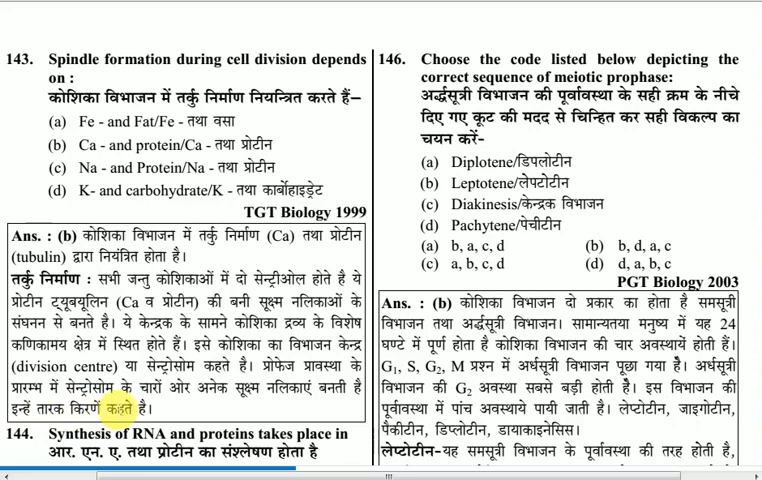 143. Spindle formation during cell division depends
on :
कोशिका विभाजन में तर्कु निर्माण नियन्त्रित करते हैं–
(a) Fe - and Fat/Fe - तथा वसा
(b) Ca - and protein/Ca - तथा प्रोटीन
(c) Na - and Protein/Na - तथा प्रोटीन
(d) K- and carbohydrate/K - तथा कार्बोहाइड्रेट
TGT Biology 1999
Ans. : (b) कोशिका विभाजन में तर्कु निर्माण (Ca) तथा प्रोटीन
(tubulin) द्वारा नियंत्रित होता है।
तर्कु निर्माण : सभी जन्तु कोशिकाओं में दो सेन्ट्रीओल होते है ये
प्रोटीन ट्यूबयूलिन (Ca व प्रोटीन) की बनी सूक्ष्म नलिकाओं के
संघनन से बनते है। ये केन्द्रक के सामने कोशिका द्रव्य के विशेष
कणिकामय क्षेत्र में स्थित होते हैं। इसे कोशिका का विभाजन केन्द्र
(division centre) या सेन्ट्रोसोम कहते है। प्रोफेज प्रावस्था के
प्रारम्भ में सेन्ट्रोसोम के चारों ओर अनेक सूक्ष्म नलिकाएं बनती है
इन्हें तारक किरणें कहते है।
144. Synthesis of RNA and proteins takes place in
आर. एन. ए. तथा प्रोटीन का संश्लेषण होता है
146. Choose the code listed below depicting the
correct sequence of meiotic prophase:
अर्द्धसूत्री विभाजन की पूर्वावस्था के सही क्रम के नीचे
दिए गए कूट की मदद से चिन्हित कर सही विकल्प का
चयन करें-
(a) Diplotene/डिपलोटीन
(b) Leptotene/लेपटोटीन
(c) Diakinesis/केन्द्रक विभाजन
(d) Pachytene/पेचीटीन
(a) b, a, c, d (b) b, d, a, c
(c) a, b, c, d (d) d, a, b, c
PGT Biology 2003
Ans. : (b) कोशिका विभाजन दो प्रकार का होता है समसूत्री
विभाजन तथा अर्द्धसूत्री विभाजन। सामान्यतया मनुष्य में यह 24
घण्टे में पूर्ण होता है कोशिका विभाजन की चार अवस्थायें होती हैं।
G₁, S, G₂, M प्रश्न में अर्धसूत्री विभाजन पूछा गया है। अर्धसूत्री
विभाजन की G₂ अवस्था सबसे बड़ी होती है। इस विभाजन की
पूर्वावस्था में पांच अवस्थाये पायी जाती है। लेप्टोटीन, जाइगोटीन,
पैकीटीन, डिप्लोटीन, डायाकाइनेसिस।
लेप्टोटीन-यह समसूत्री विभाजन के पूर्वावस्था की तरह होती है,